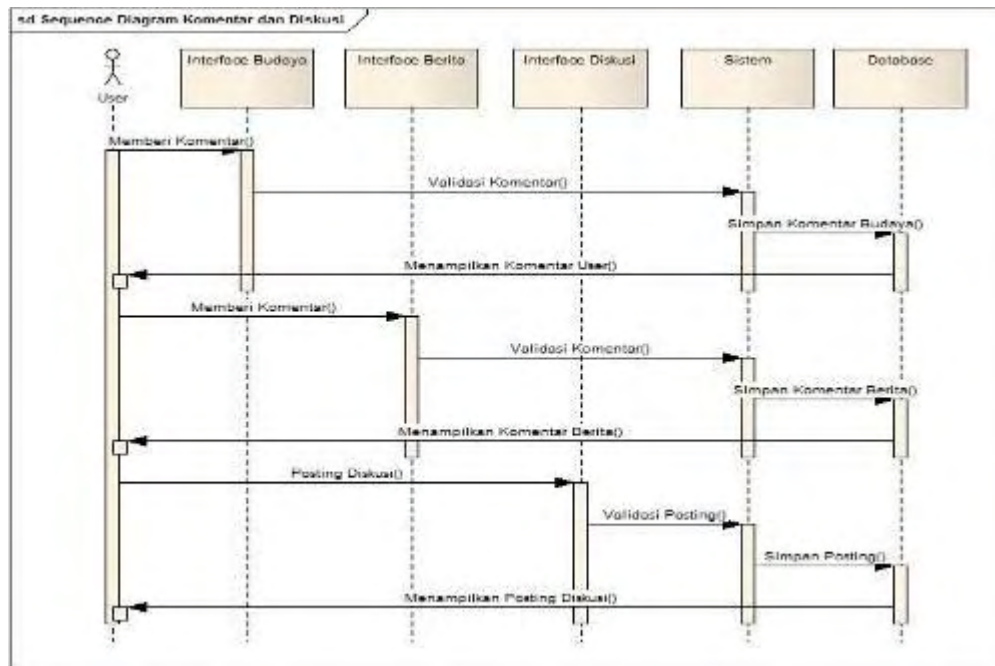 sd Sequence Diagram Komentar dan Diskusi
User
Interface Budaya
Interface Berita
Interface Diskusi
Sistem
Database
Memberi Komentar()
Validasi Komentar()
Simpan Komentar Budaya()
Menampilkan Komentar User()
Memberi Komentar()
Validasi Komentar()
Simpan Komentar Berita()
Menampilkan Komentar Berita()
Posting Diskusi()
Validasi Posting()
Simpan Posting()
Menampilkan Posting Diskusi()